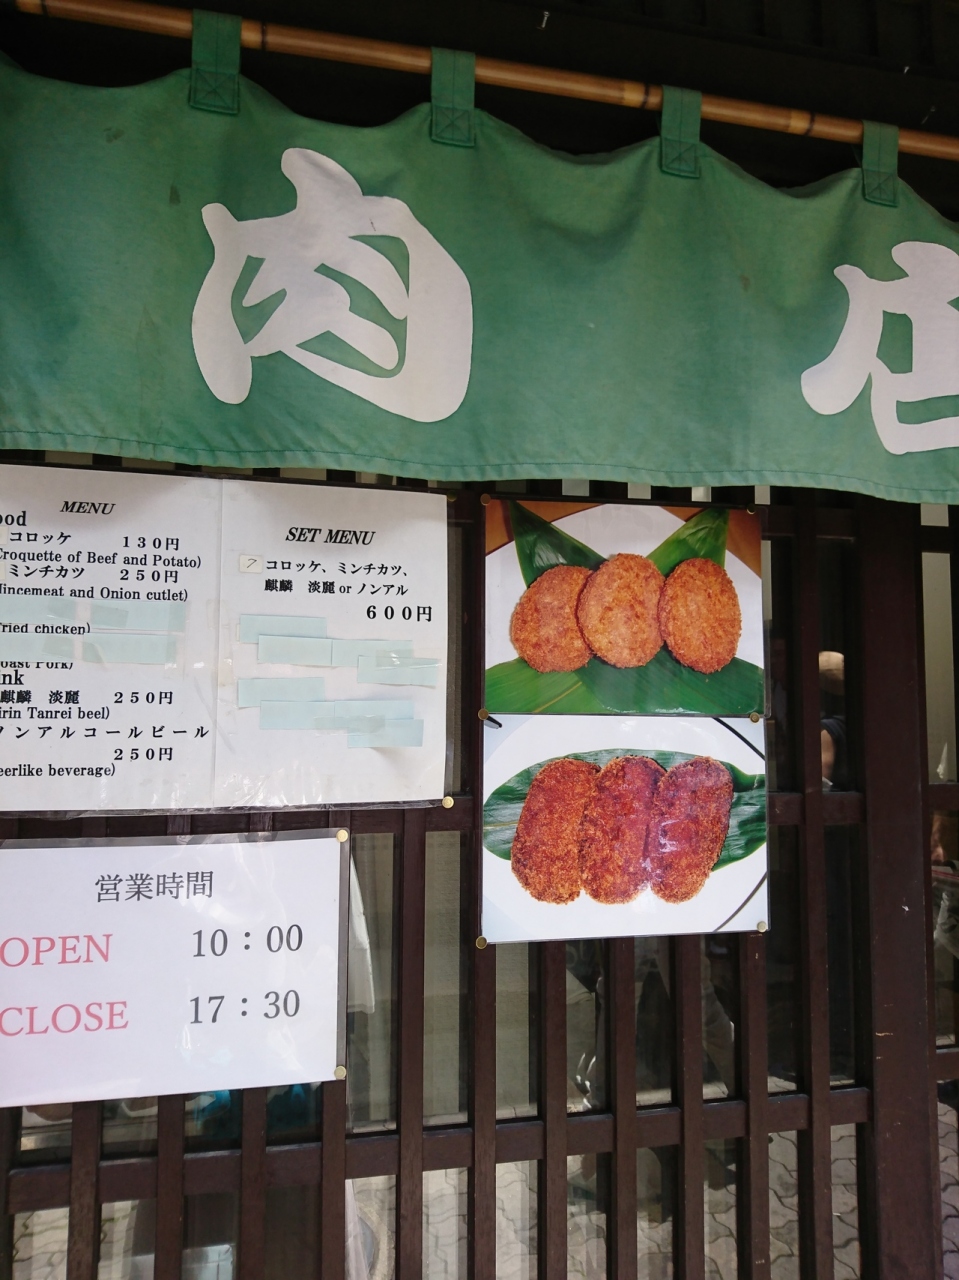 肉
MENU
ood
コロッケ 130円
Croquette of Beef and Potato)
ミンチカツ 250円
Mincemeat and Onion cutlet)
ried chicken)
oast Pork)
ink
麒麟 淡麗 250円
irin Tanrei beel)
ノンアルコールビール
250円
eerlike beverage)
SET MENU
ア コロッケ、ミンチカツ、
麒麟 淡麗 or ノンアル
600円
営業時間
OPEN 10:00
CLOSE 17:30